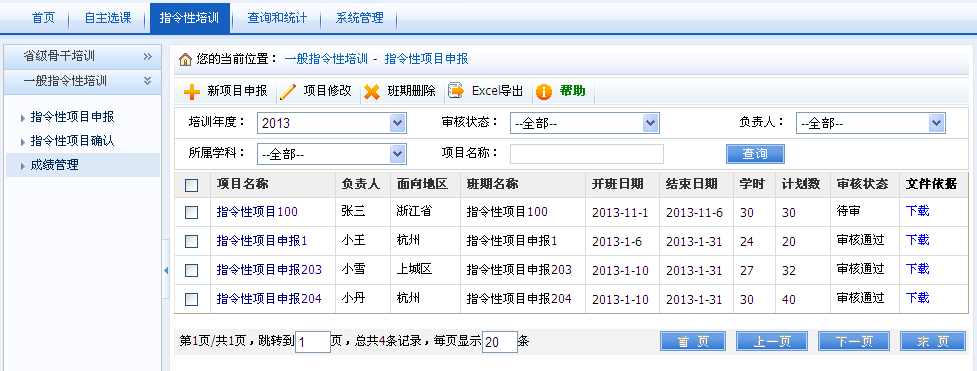 首页 自主选课 指令性培训 查询和统计 系统管理
省级骨干培训
一般指令性培训
指令性项目申报
指令性项目确认
成绩管理
您的当前位置： 一般指令性培训 - 指令性项目申报
新项目申报 项目修改 班期删除 Excel导出 帮助
培训年度： 2013 审核状态： --全部-- 负责人： --全部--
所属学科： --全部-- 项目名称： 查询
项目名称 负责人 面向地区 班期名称 开班日期 结束日期 学时 计划数 审核状态 文件依据
指令性项目100 张三 浙江省 指令性项目100 2013-11-1 2013-11-6 30 30 待审 下载
指令性项目申报1 小王 杭州 指令性项目申报1 2013-1-6 2013-1-31 24 20 审核通过 下载
指令性项目申报203 小雪 上城区 指令性项目申报203 2013-1-10 2013-1-31 27 32 审核通过 下载
指令性项目申报204 小丹 杭州 指令性项目申报204 2013-1-10 2013-1-31 30 40 审核通过 下载
第1页/共1页，跳转到 1 页，总共4条记录，每页显示 20 条 首 页 上一页 下一页 末 页